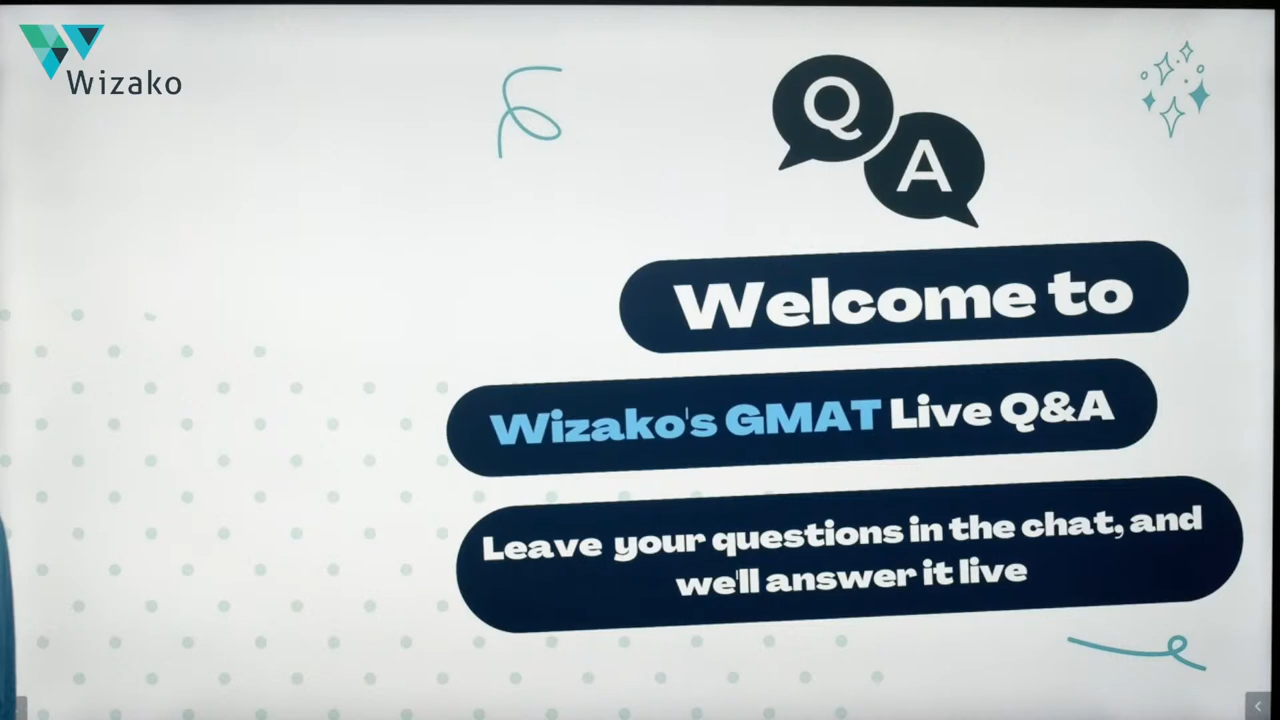 Wizako
Q
A
Welcome to
Wizako's GMAT Live Q&A
Leave your questions in the chat, and
we'll answer it live